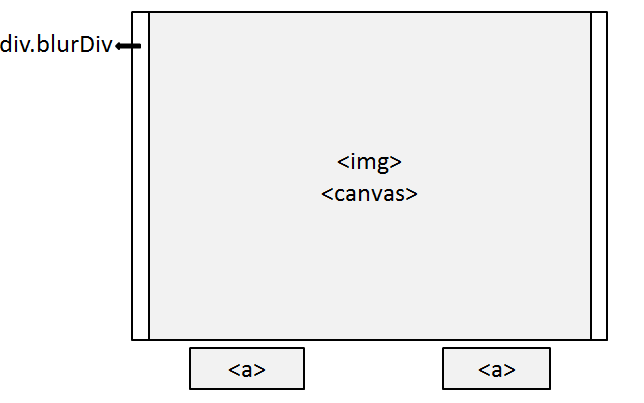 div.blurDiv
<img>
<canvas>
<a>
<a>